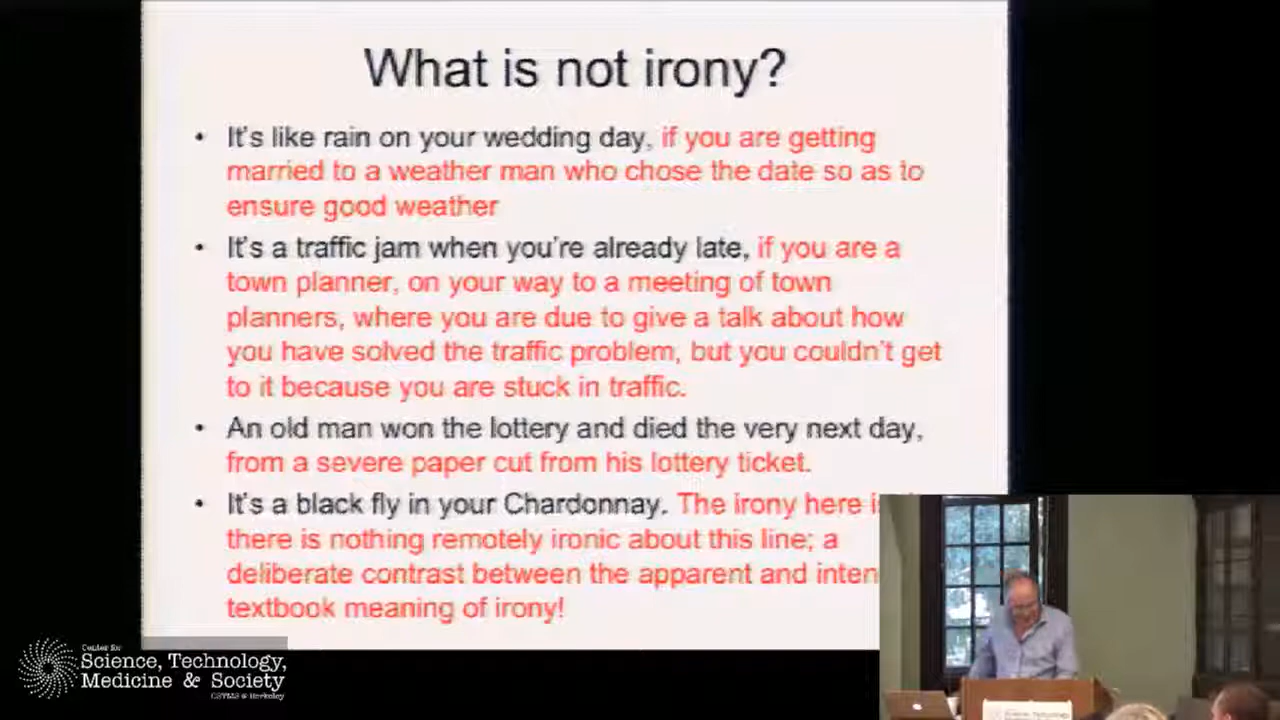 What is not irony?
• It's like rain on your wedding day, if you are getting
married to a weather man who chose the date so as to
ensure good weather
• It's a traffic jam when you're already late, if you are a
town planner, on your way to a meeting of town
planners, where you are due to give a talk about how
you have solved the traffic problem, but you couldn't get
to it because you are stuck in traffic.
• An old man won the lottery and died the very next day,
from a severe paper cut from his lottery ticket.
• It's a black fly in your Chardonnay. The irony here
there is nothing remotely ironic about this line; a
deliberate contrast between the apparent and
textbook meaning of irony!
Center for
Science, Technology,
Medicine & Society
CSTMS @ Berkeley
Science, Technology